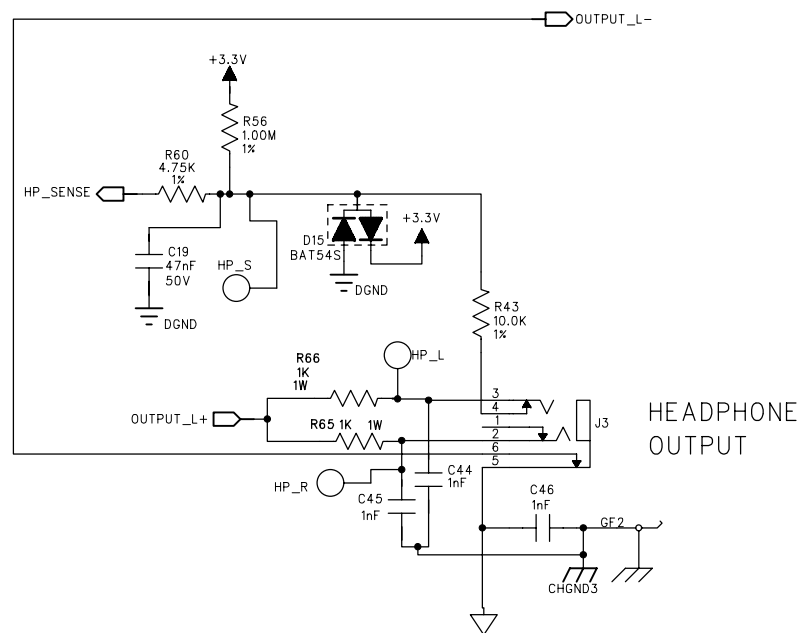 OUTPUT_L-
+3.3V
R56
1.00M
1%
R60
4.75K
1%
HP_SENSE
+3.3V
D15
BAT54S
C19
47nF
50V
HP_S
DGND
DGND
R43
10.0K
1%
R66
1K
1W
HP_L
3
4
1
2
6
5
J3
HEADPHONE
OUTPUT
OUTPUT_L+
R65 1K 1W
HP_R
C44
1nF
C45
1nF
C46
1nF
GF2
CHGND3